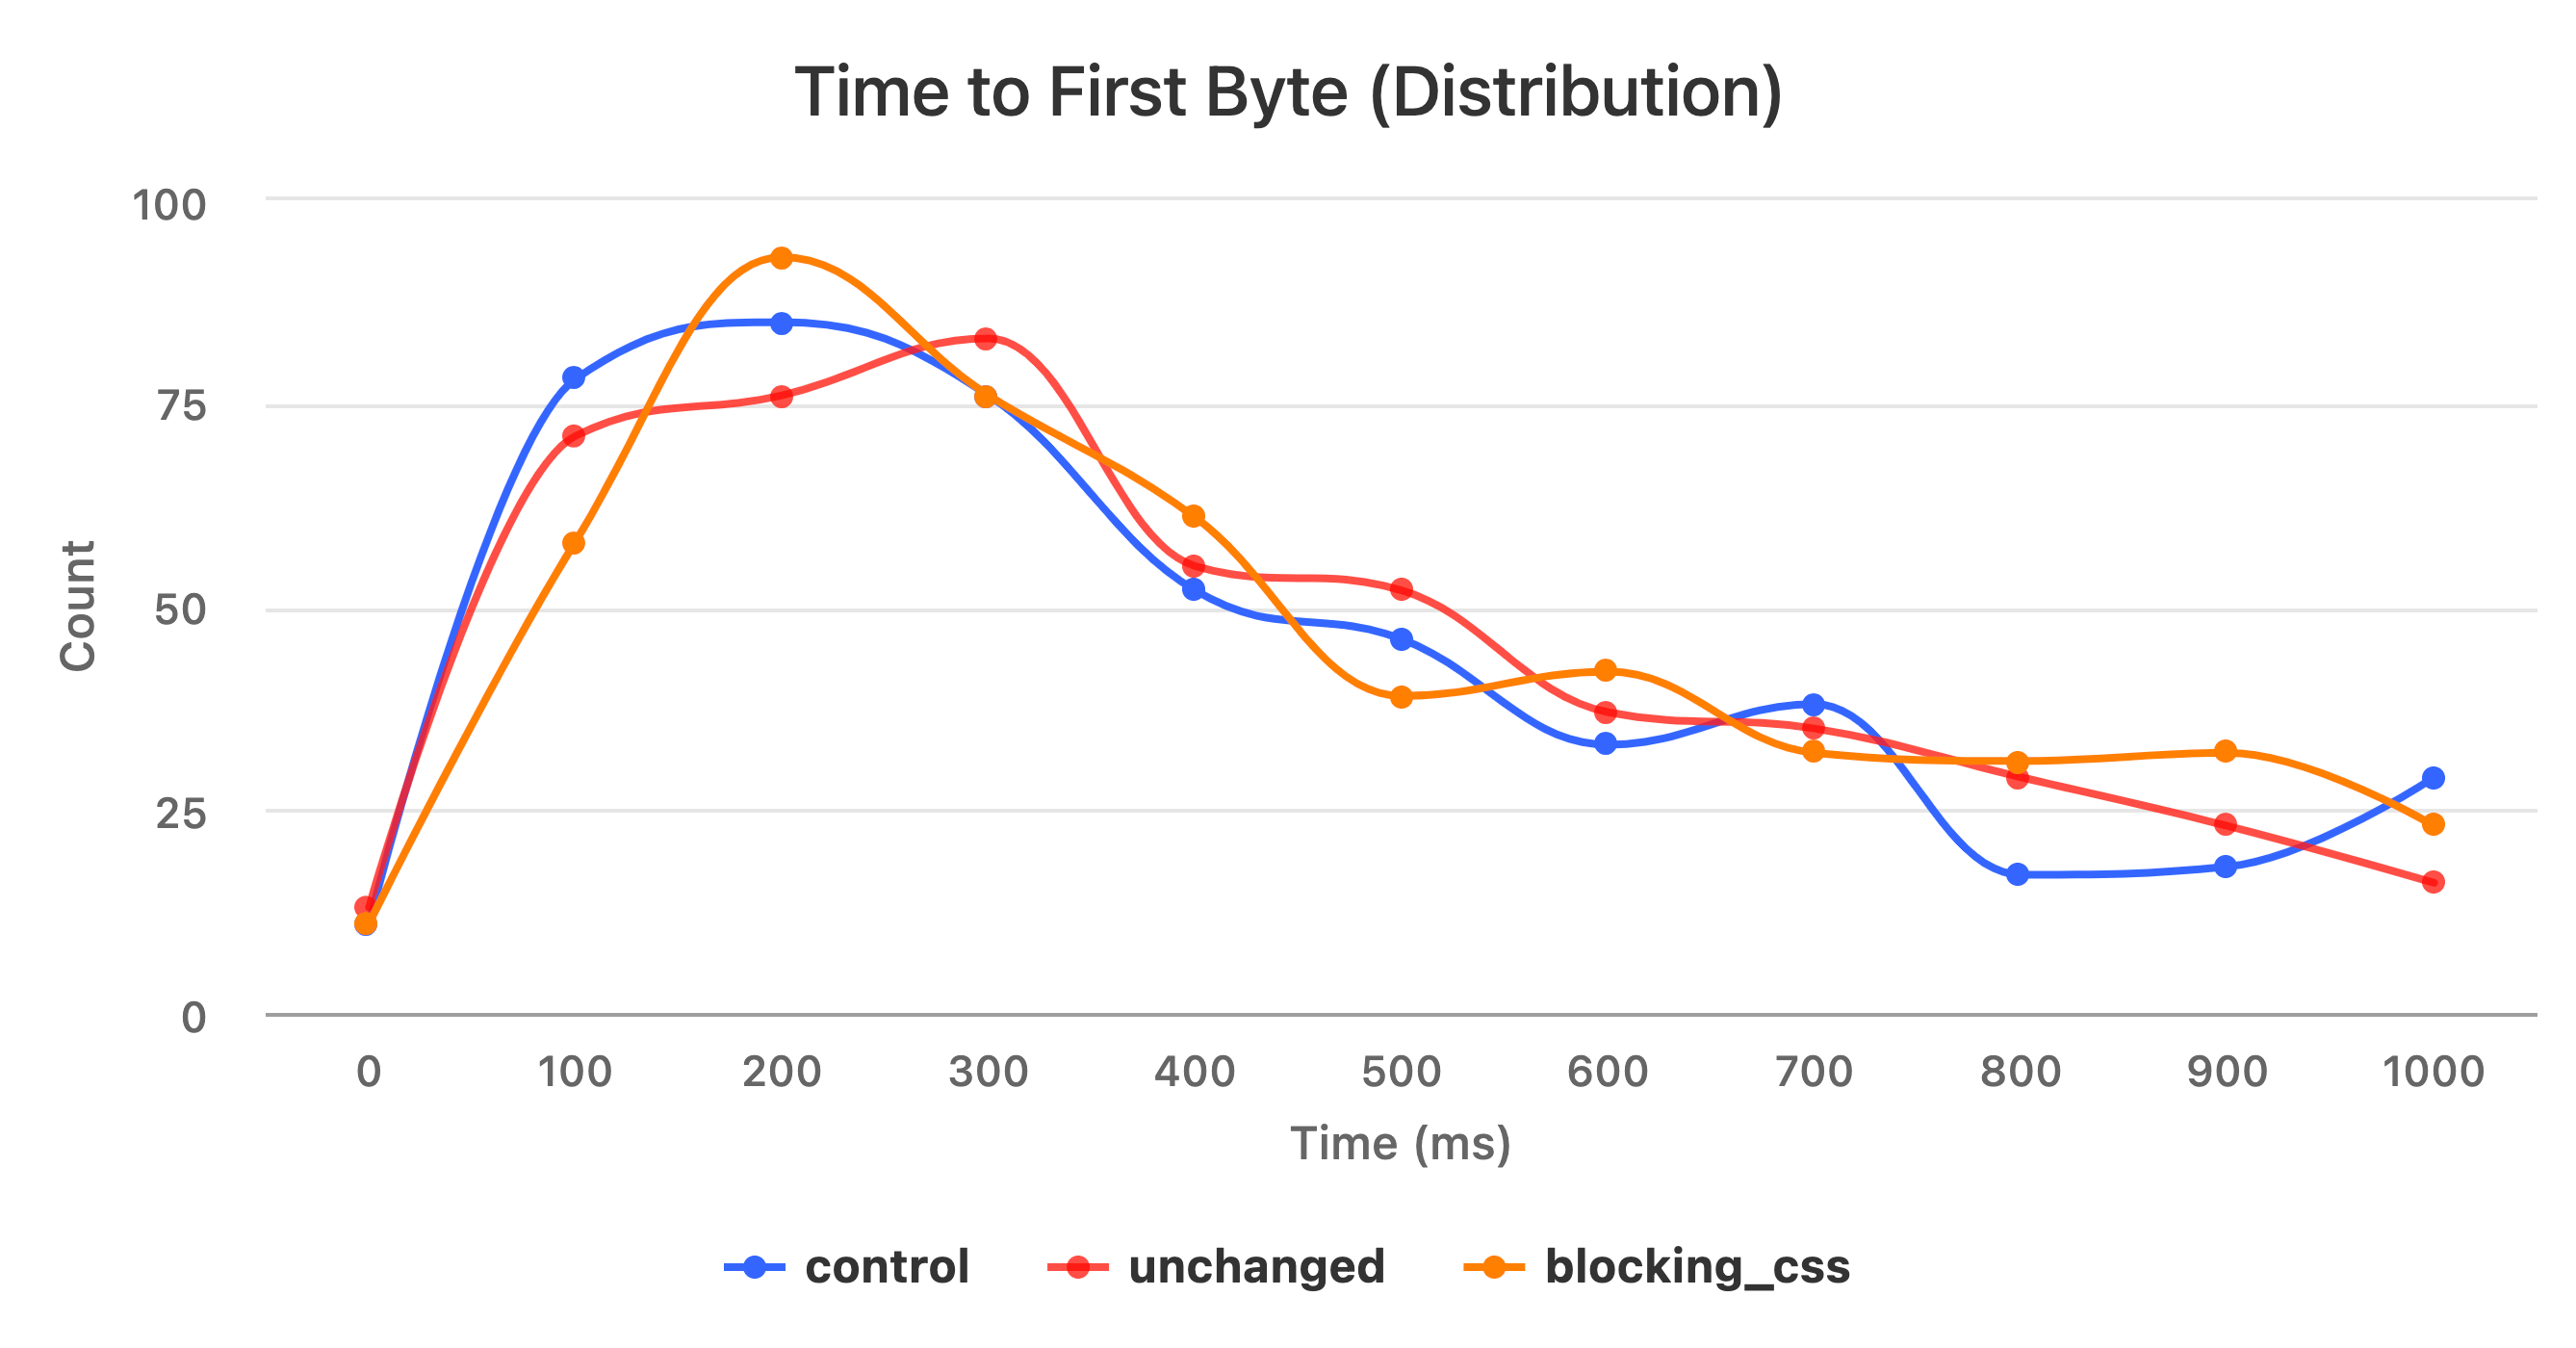 Time to First Byte (Distribution)
100
75
50
25
0
Count
0 100 200 300 400 500 600 700 800 900 1000
Time (ms)
control unchanged blocking_css